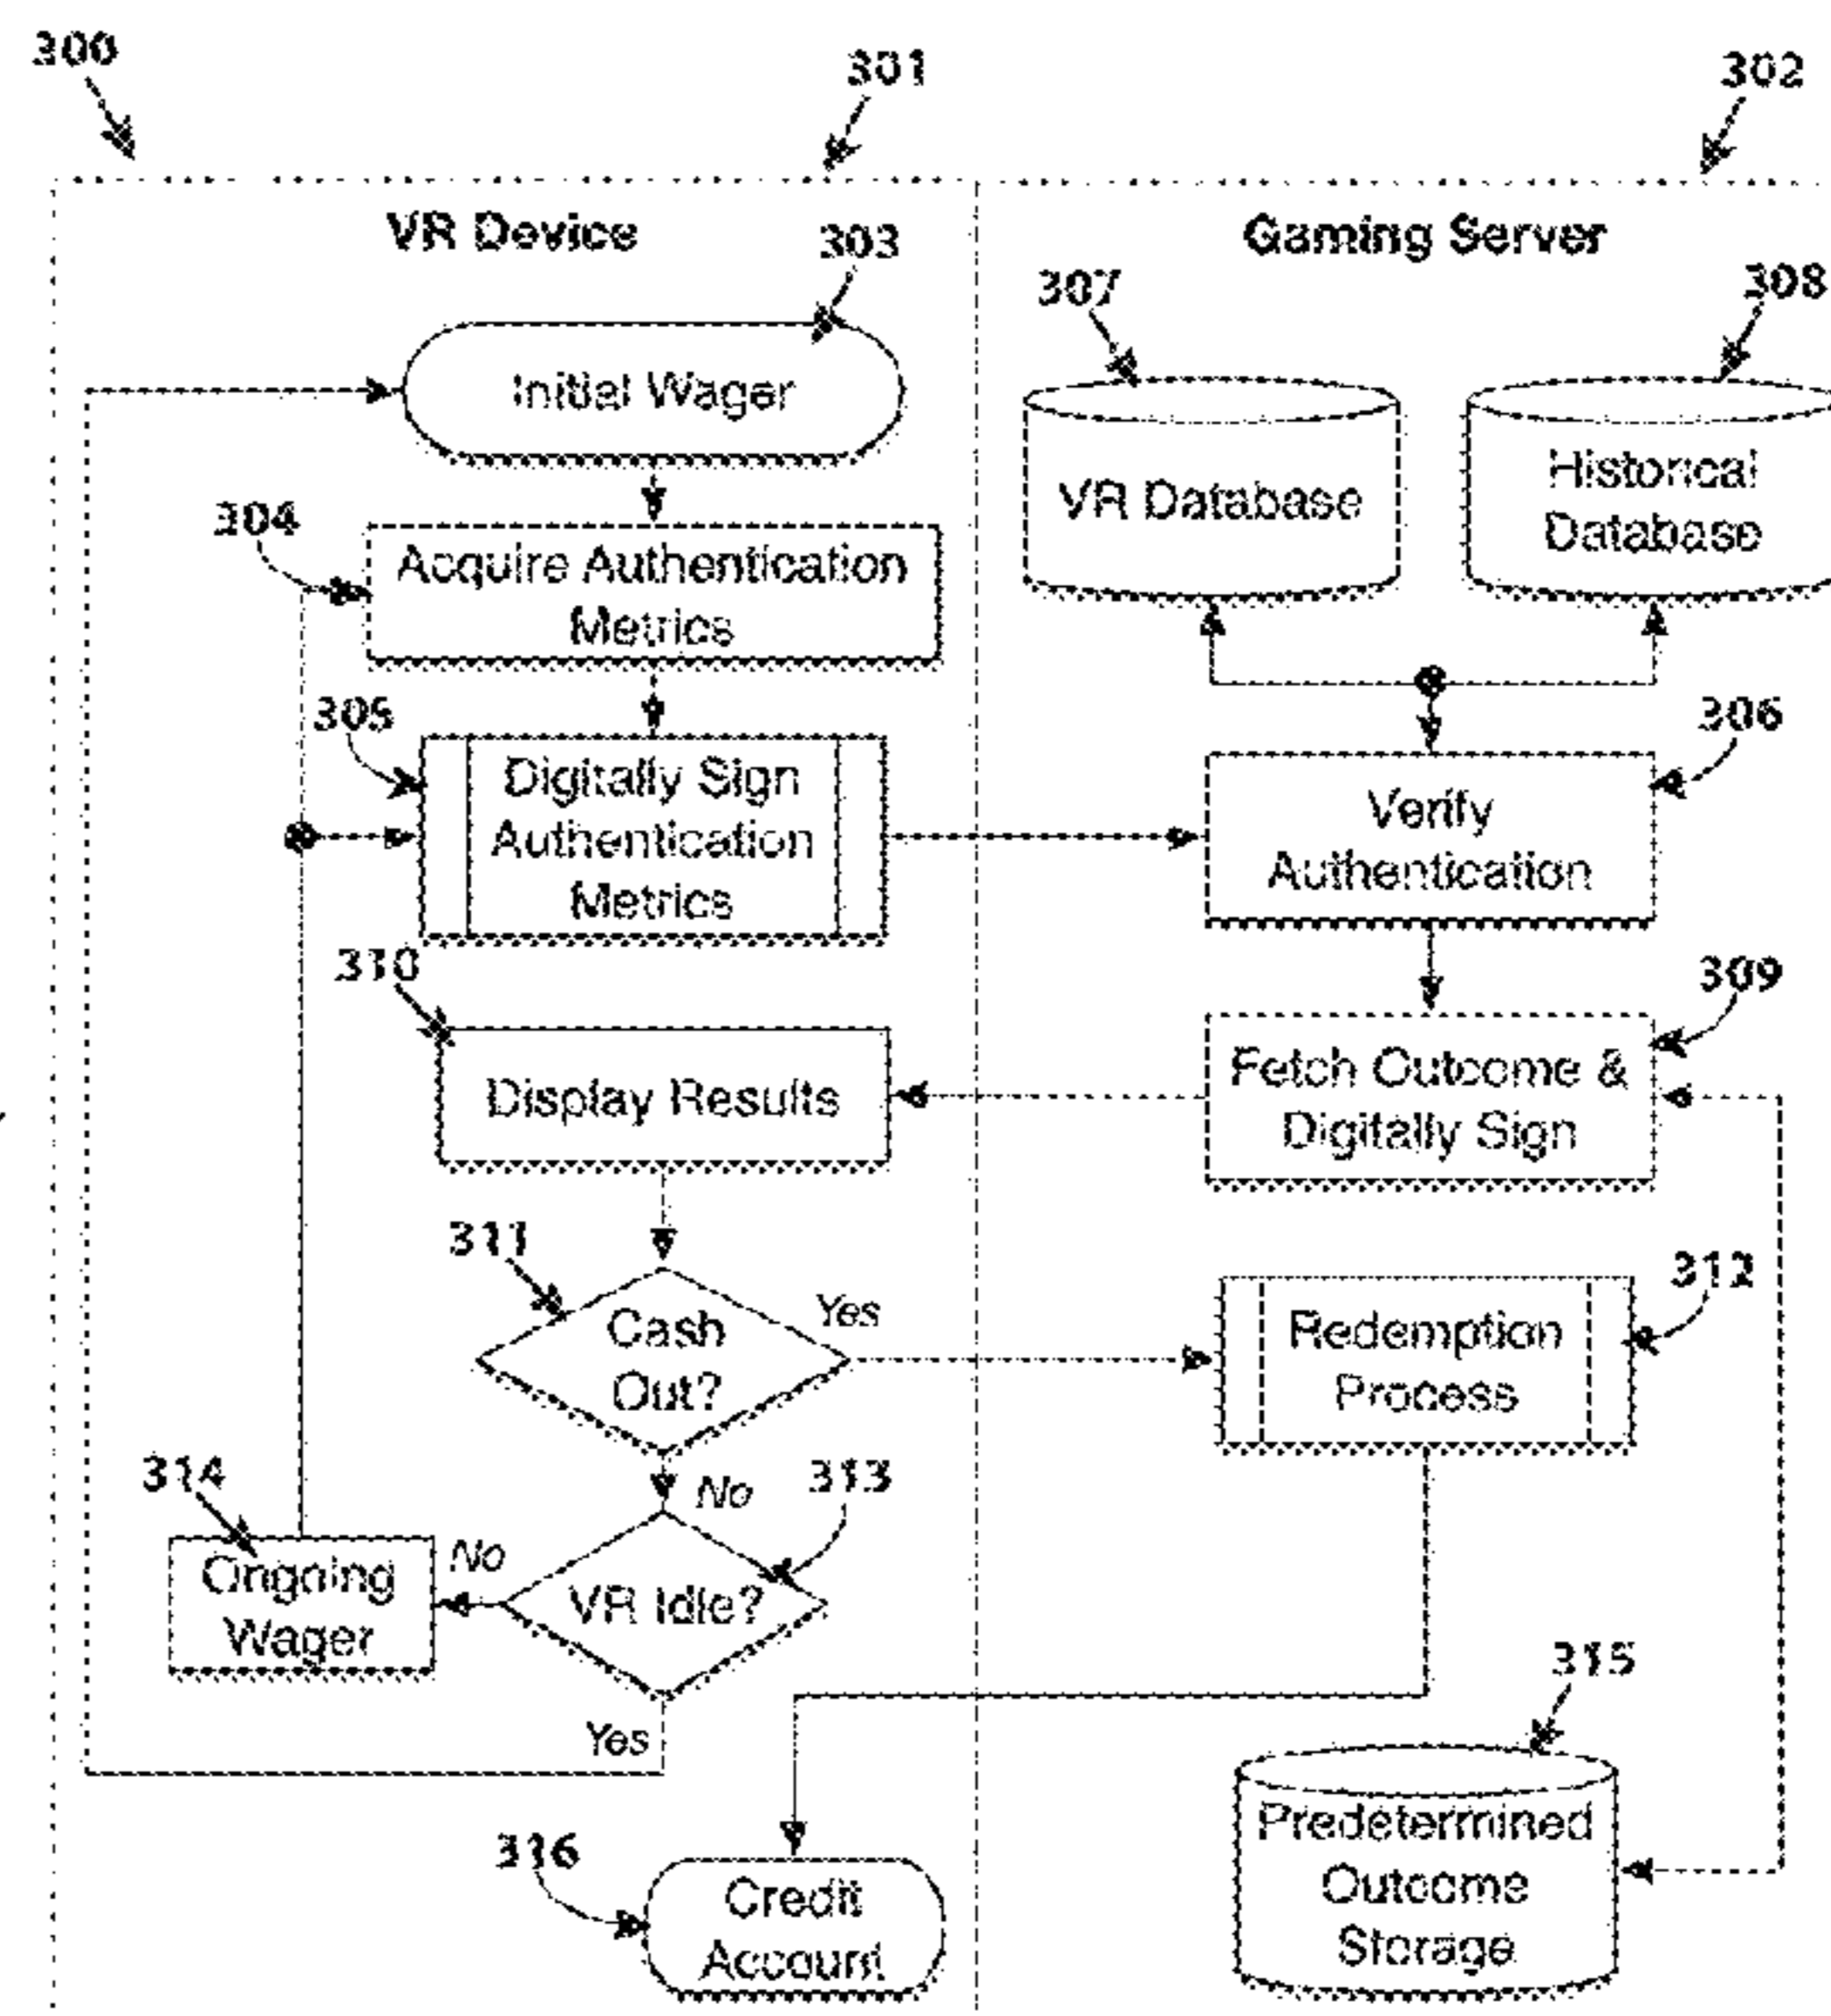 300
301
302
VR Device
Gaming Server
303
307
308
Initial Wager
VR Database
Historical
Database
304
Acquire Authentication
Metrics
305
306
Digitally Sign
Authentication
Metrics
Verify
Authentication
310
309
Display Results
Fetch Outcome &
Digitally Sign
311
312
Cash
Out?
Yes
Redemption
Process
No
314
313
Ongoing
Wager
No
VR Idle?
315
Yes
Predetermined
Outcome
Storage
316
Credit
Account